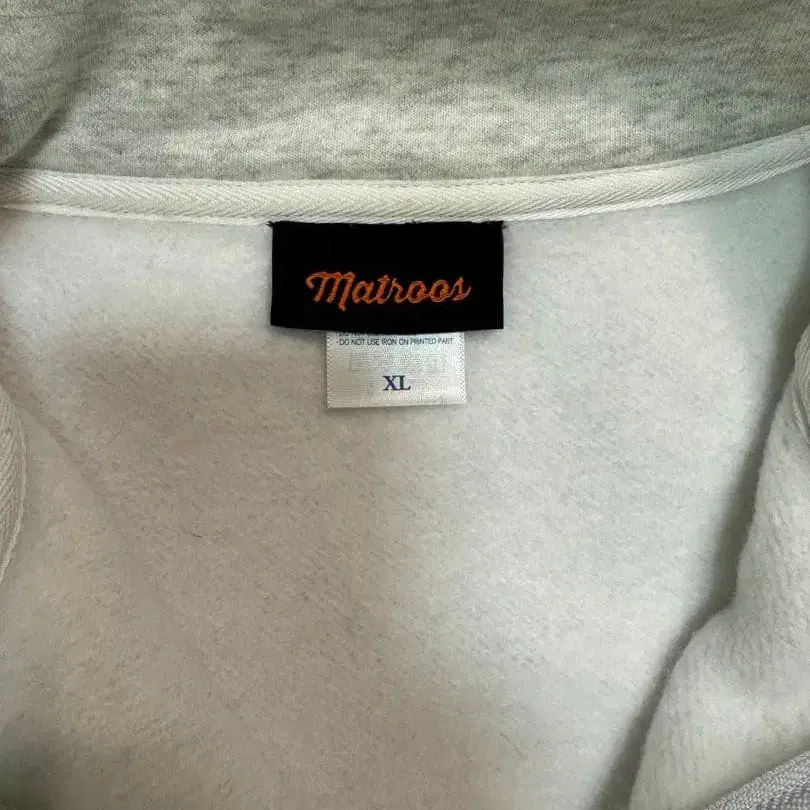 Matroos
· DO NOT USE IRON ON PRINTED PART
XL